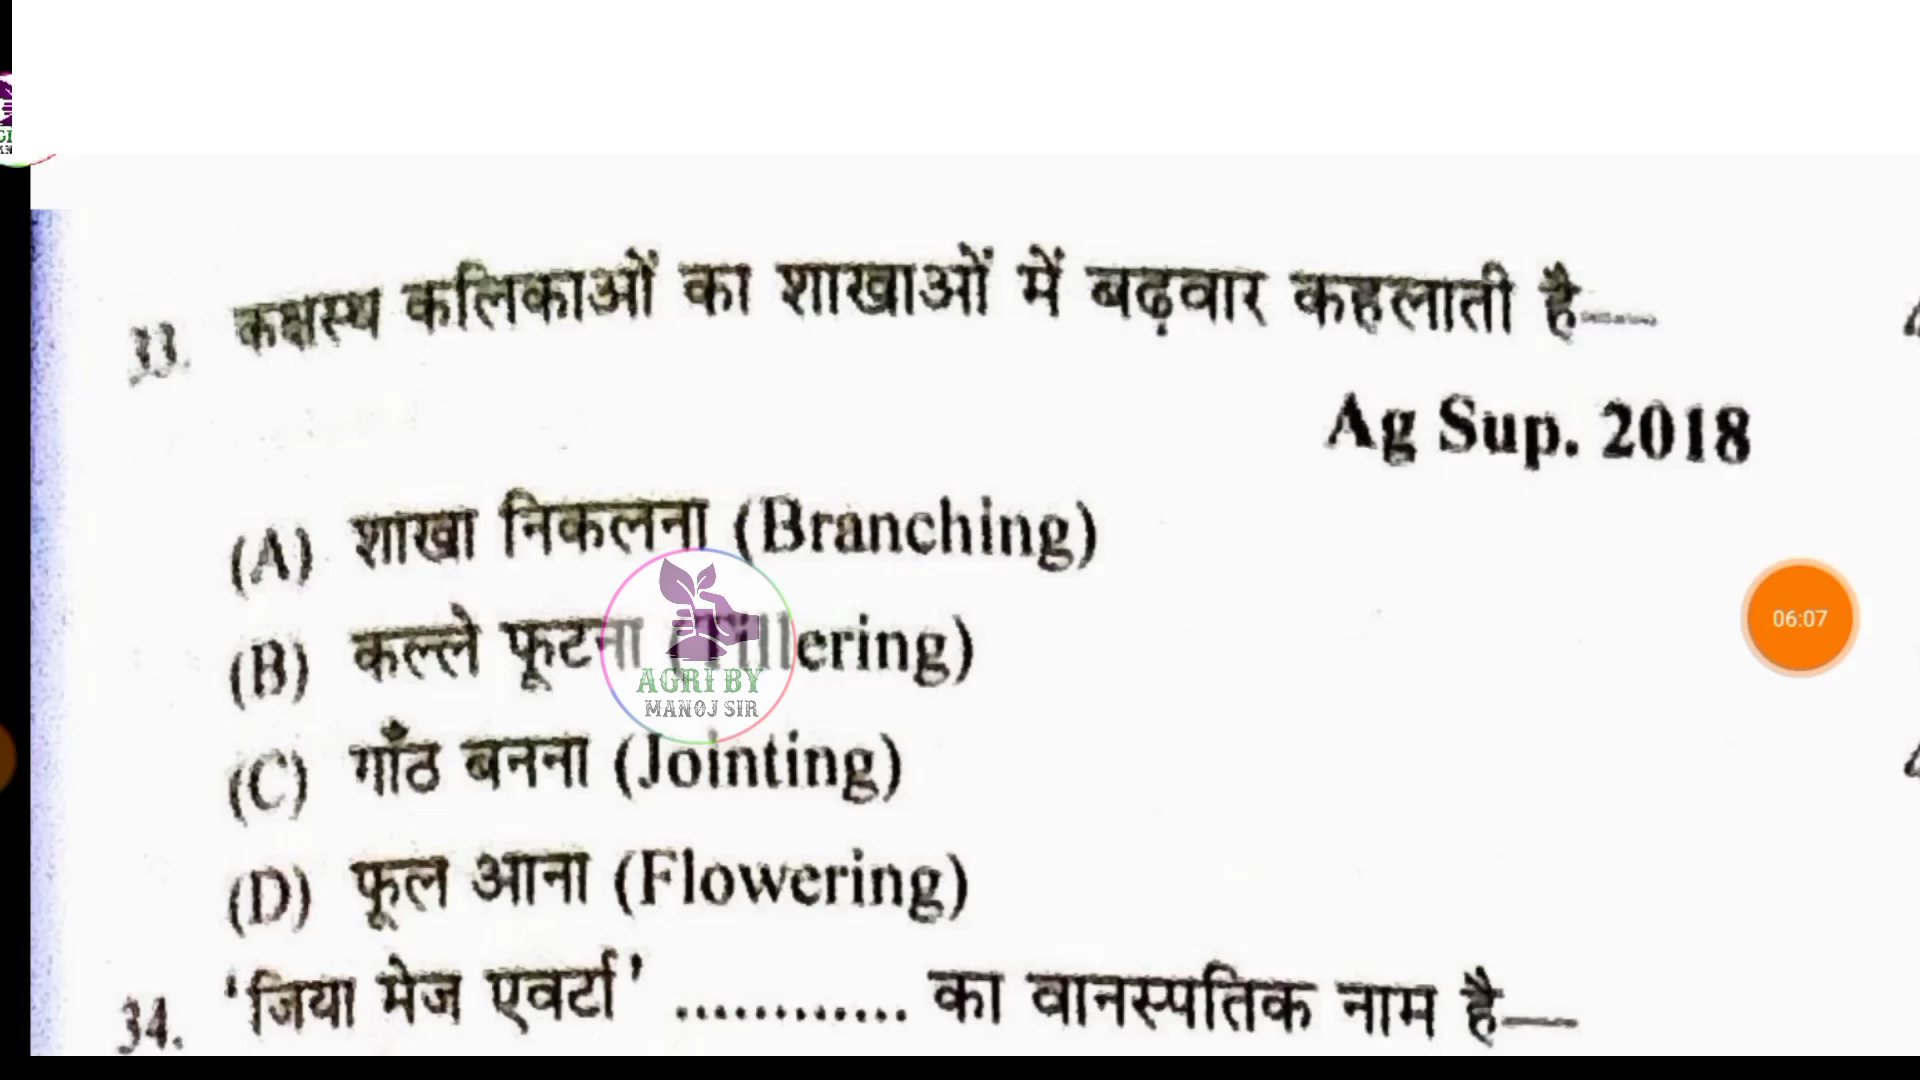 33. कक्षस्थ कलिकाओं का शाखाओं में बढ़वार कहलाती है—
Ag Sup. 2018
(A) शाखा निकलना (Branching)
(B) कल्ले फूटना (Tillering)
AGRI BY
MANOJ SIR
06:07
(C) गाँठ बनना (Jointing)
(D) फूल आना (Flowering)
34. ‘जिया मेज एवर्टा’ ............ का वानस्पतिक नाम है—